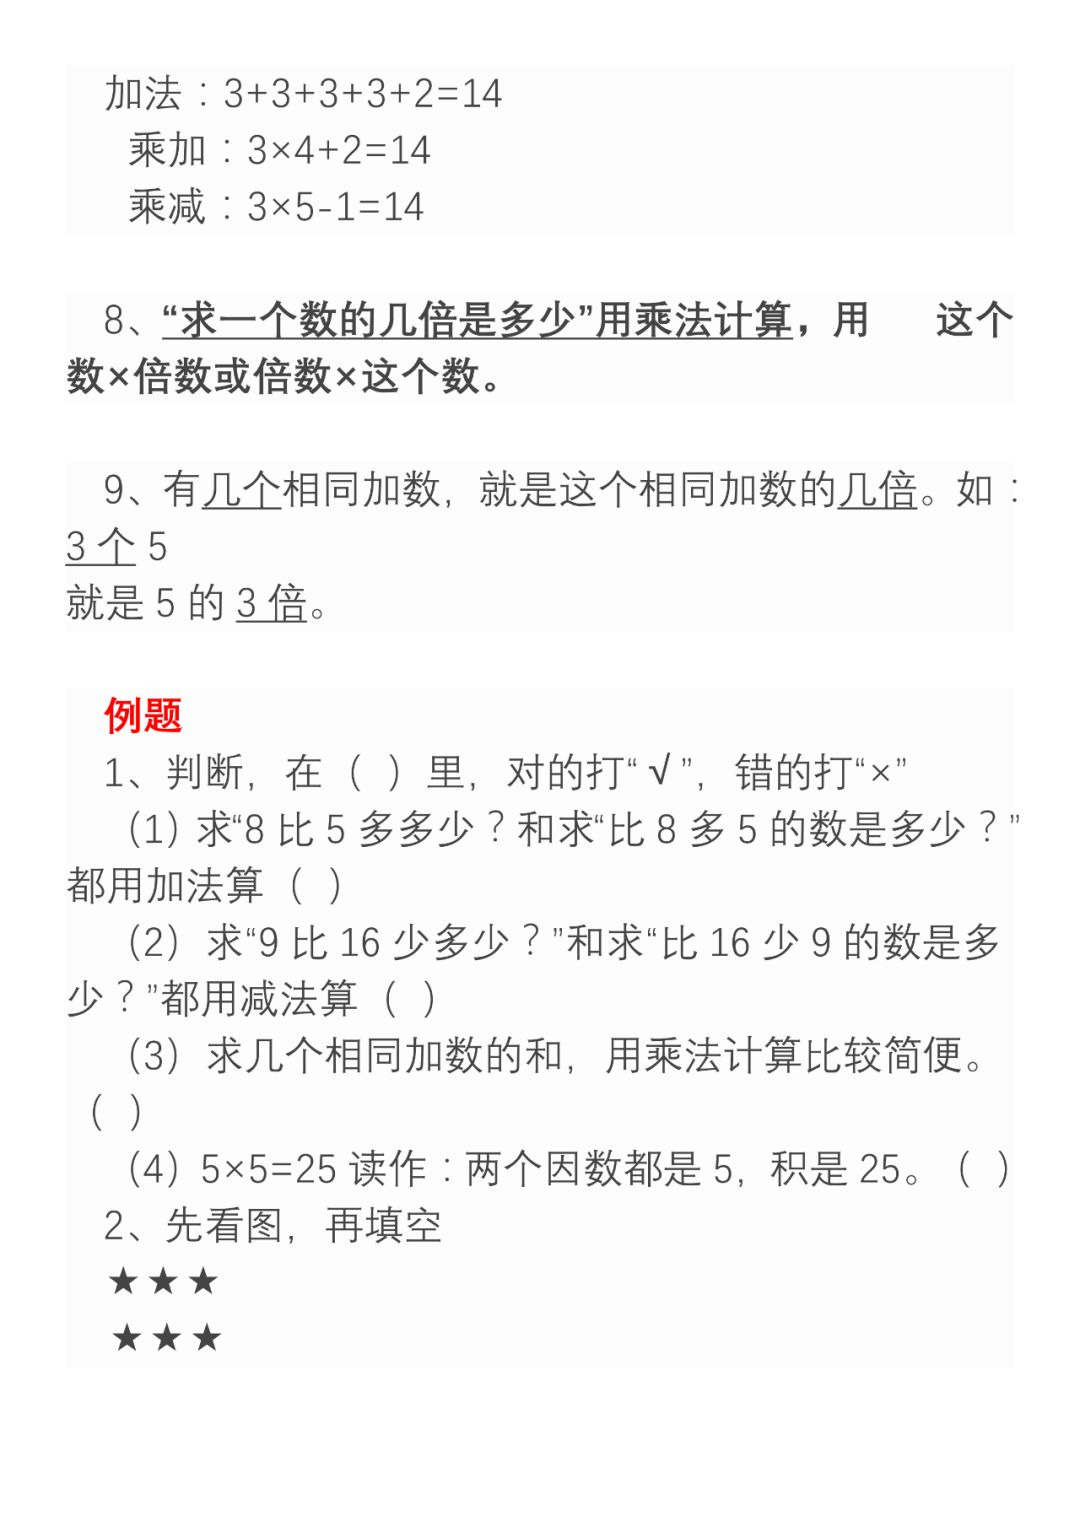 加法：3+3+3+3+2=14
乘加：3×4+2=14
乘减：3×5-1=14
8、“求一个数的几倍是多少”用乘法计算，用 这个
数×倍数或倍数×这个数。
9、有几个相同加数，就是这个相同加数的几倍。如：
3 个 5
就是 5 的 3 倍。
例题
1、判断，在（ ）里，对的打“√”，错的打“×”
（1）求“8 比 5 多多少？和求“比 8 多 5 的数是多少？”
都用加法算（ ）
（2）求“9 比 16 少多少？”和求“比 16 少 9 的数是多
少？”都用减法算（ ）
（3）求几个相同加数的和，用乘法计算比较简便。
（ ）
（4）5×5=25 读作：两个因数都是 5，积是 25。（ ）
2、先看图，再填空
★★★
★★★